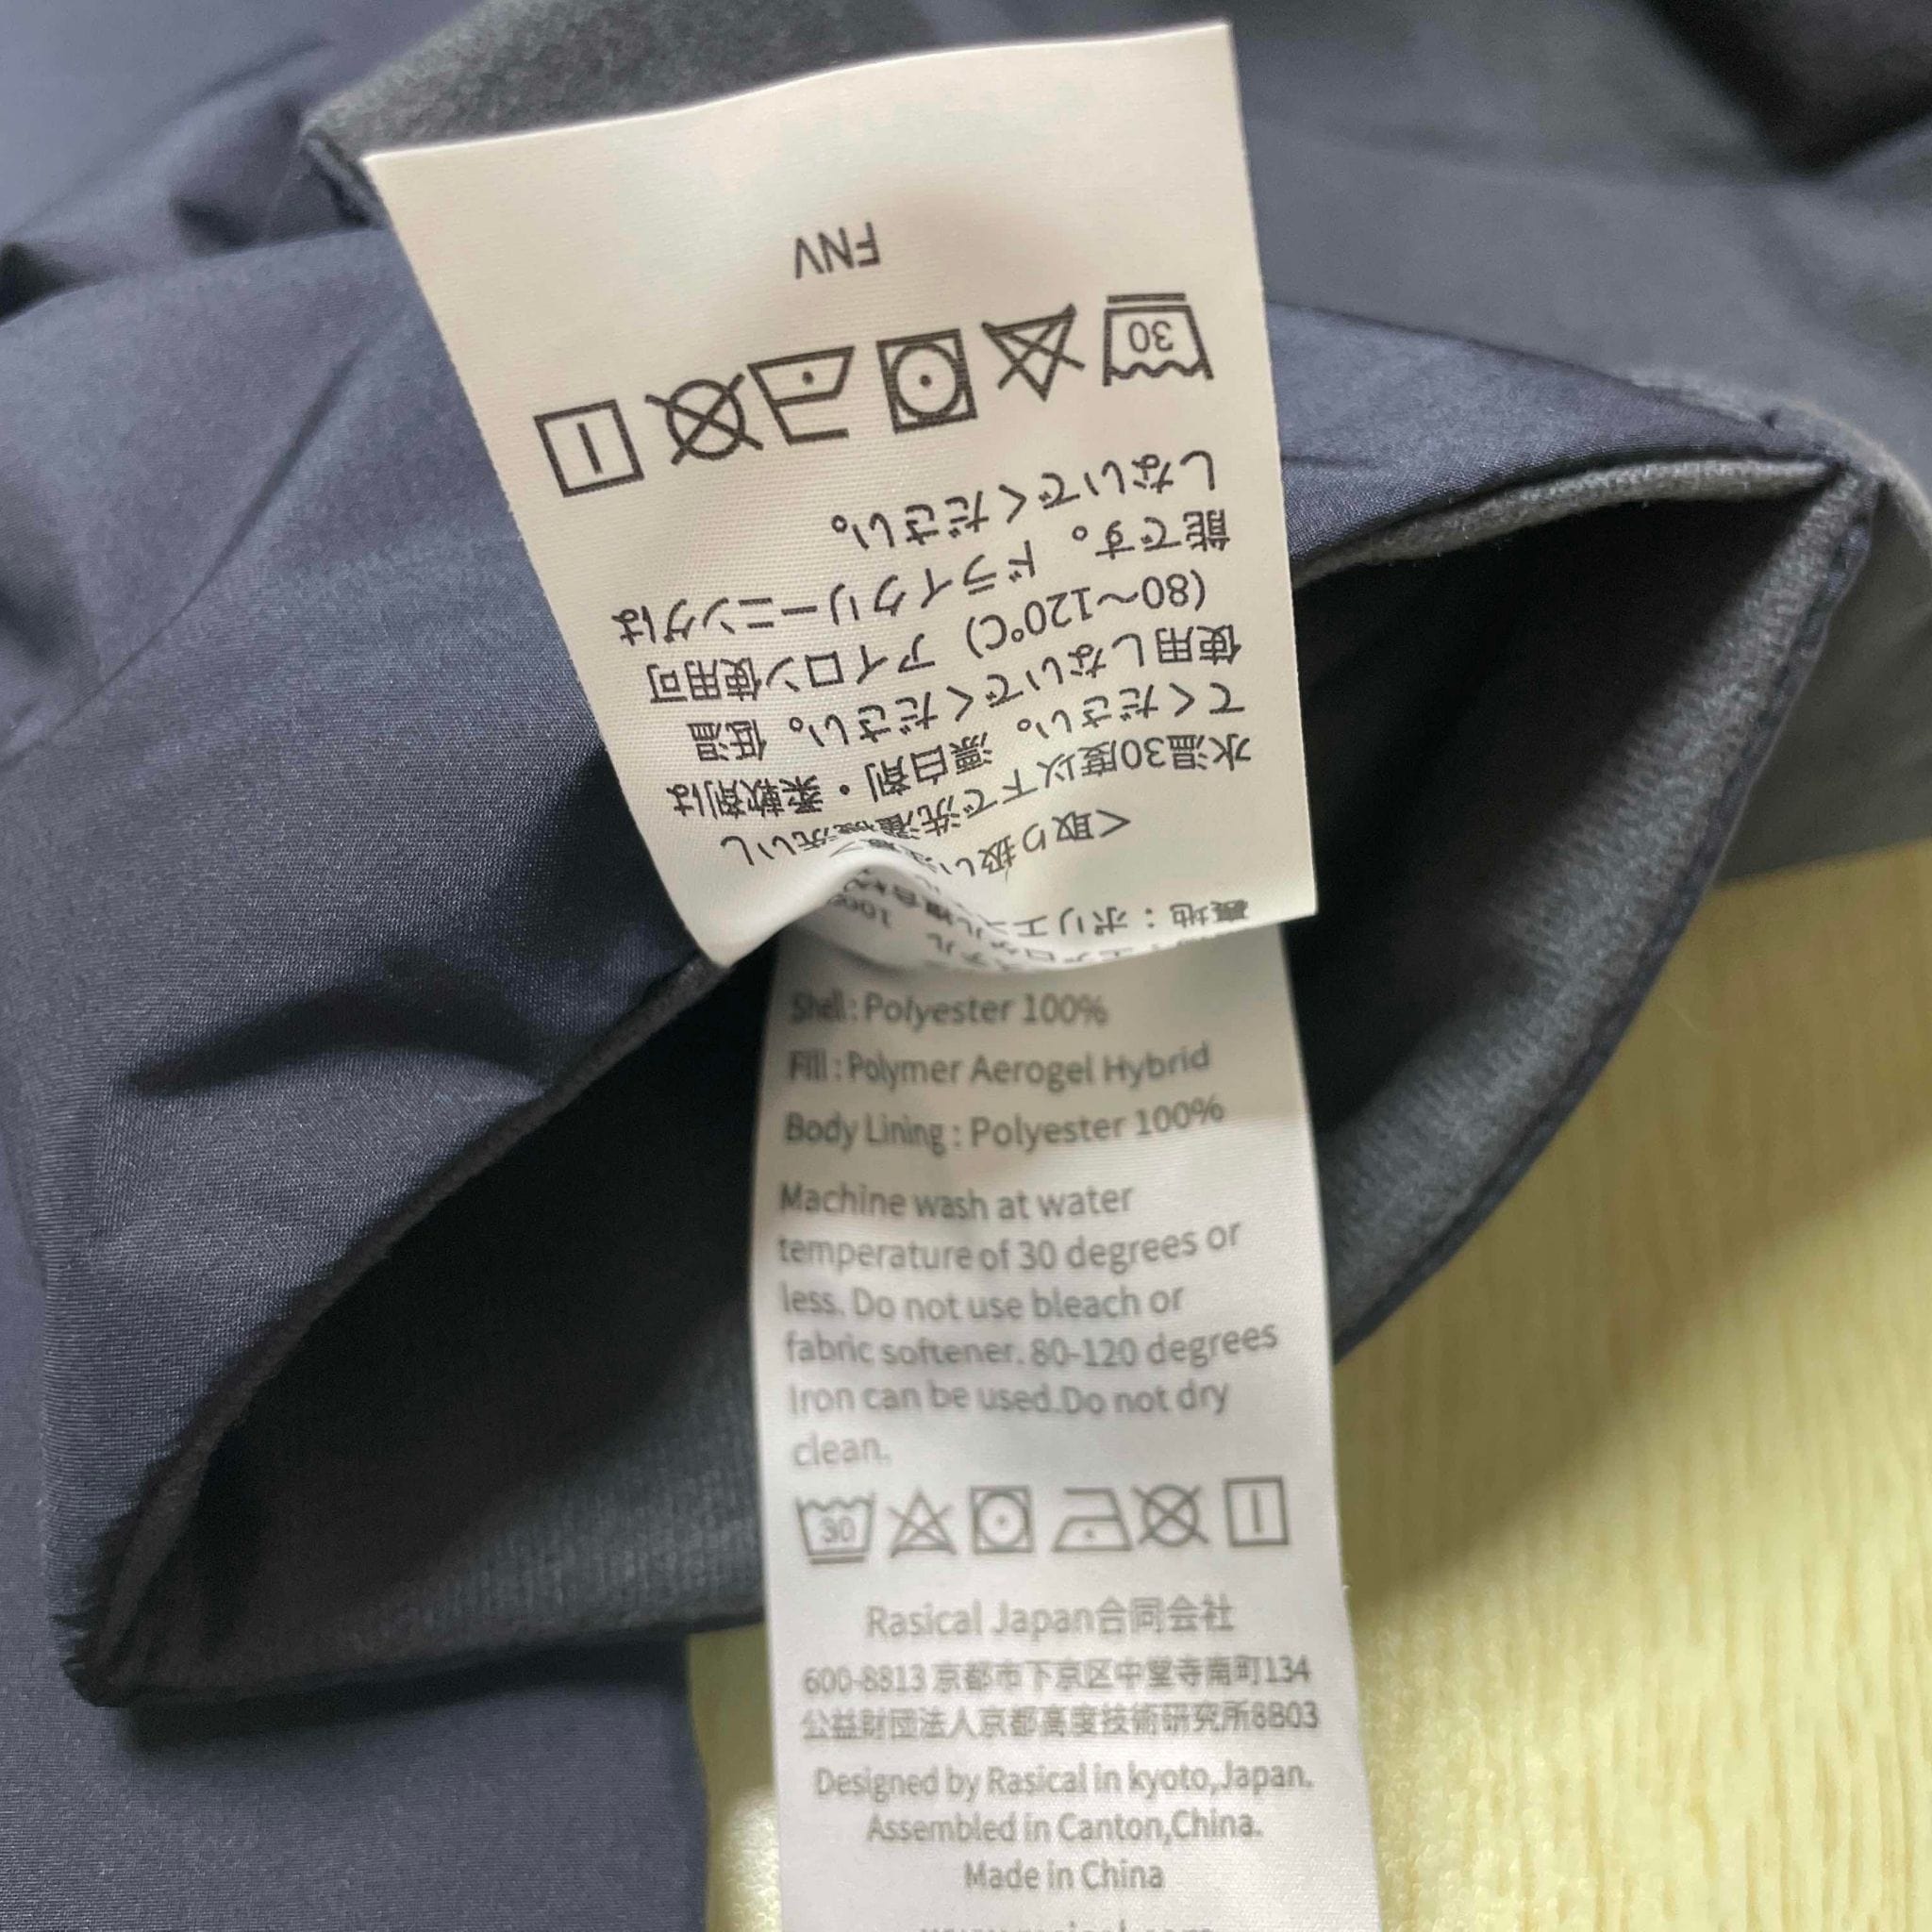 裏地：ポリエ
＜取り扱い注意＞
水温30度以下で洗濯機洗いし
てください。漂白剤・柔軟剤は
使用しないでください。低温
(80～120℃) アイロン使用可
能です。ドライクリーニングは
しないでください。
30
FNV
Shell : Polyester 100%
Fill : Polymer Aerogel Hybrid
Body Lining : Polyester 100%
Machine wash at water
temperature of 30 degrees or
less. Do not use bleach or
fabric softener. 80-120 degrees
Iron can be used.Do not dry
clean.
30
Rasical Japan合同会社
600-8813 京都市下京区中堂寺南町134
公益財団法人京都高度技術研究所8B03
Designed by Rasical in kyoto,Japan.
Assembled in Canton,China.
Made in China